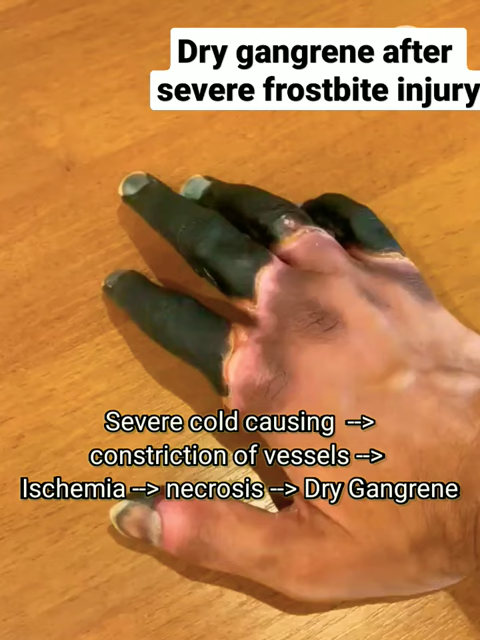 Dry gangrene after
severe frostbite injury
Severe cold causing -->
constriction of vessels -->
Ischemia --> necrosis --> Dry Gangrene